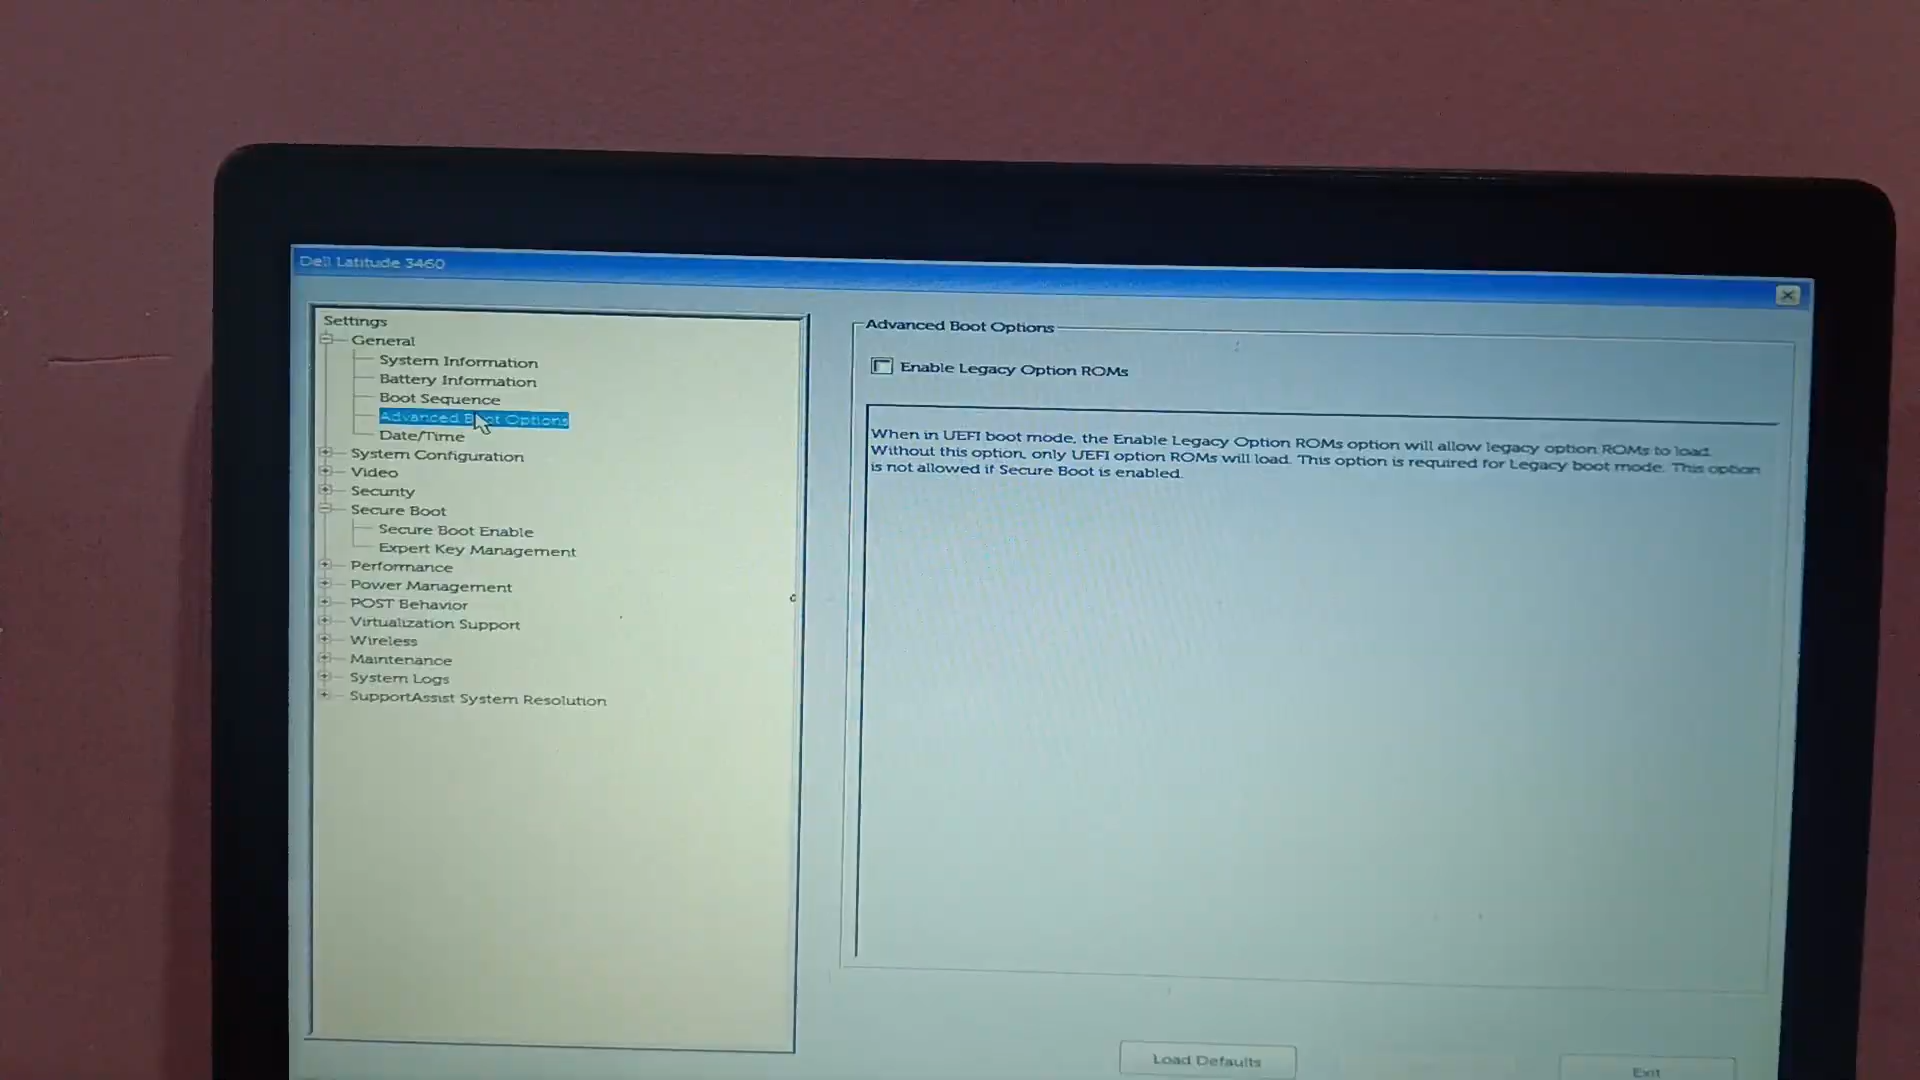 Dell Latitude 3460
Settings
General
System Information
Battery Information
Boot Sequence
Advanced Boot Options
Date/Time
System Configuration
Video
Security
Secure Boot
Secure Boot Enable
Expert Key Management
Performance
Power Management
POST Behavior
Virtualization Support
Wireless
Maintenance
System Logs
SupportAssist System Resolution
Advanced Boot Options
Enable Legacy Option ROMs
When in UEFI boot mode, the Enable Legacy Option ROMs option will allow legacy option ROMs to load.
Without this option, only UEFI option ROMs will load. This option is required for Legacy boot mode. This option
is not allowed if Secure Boot is enabled.
Load Defaults
Exit